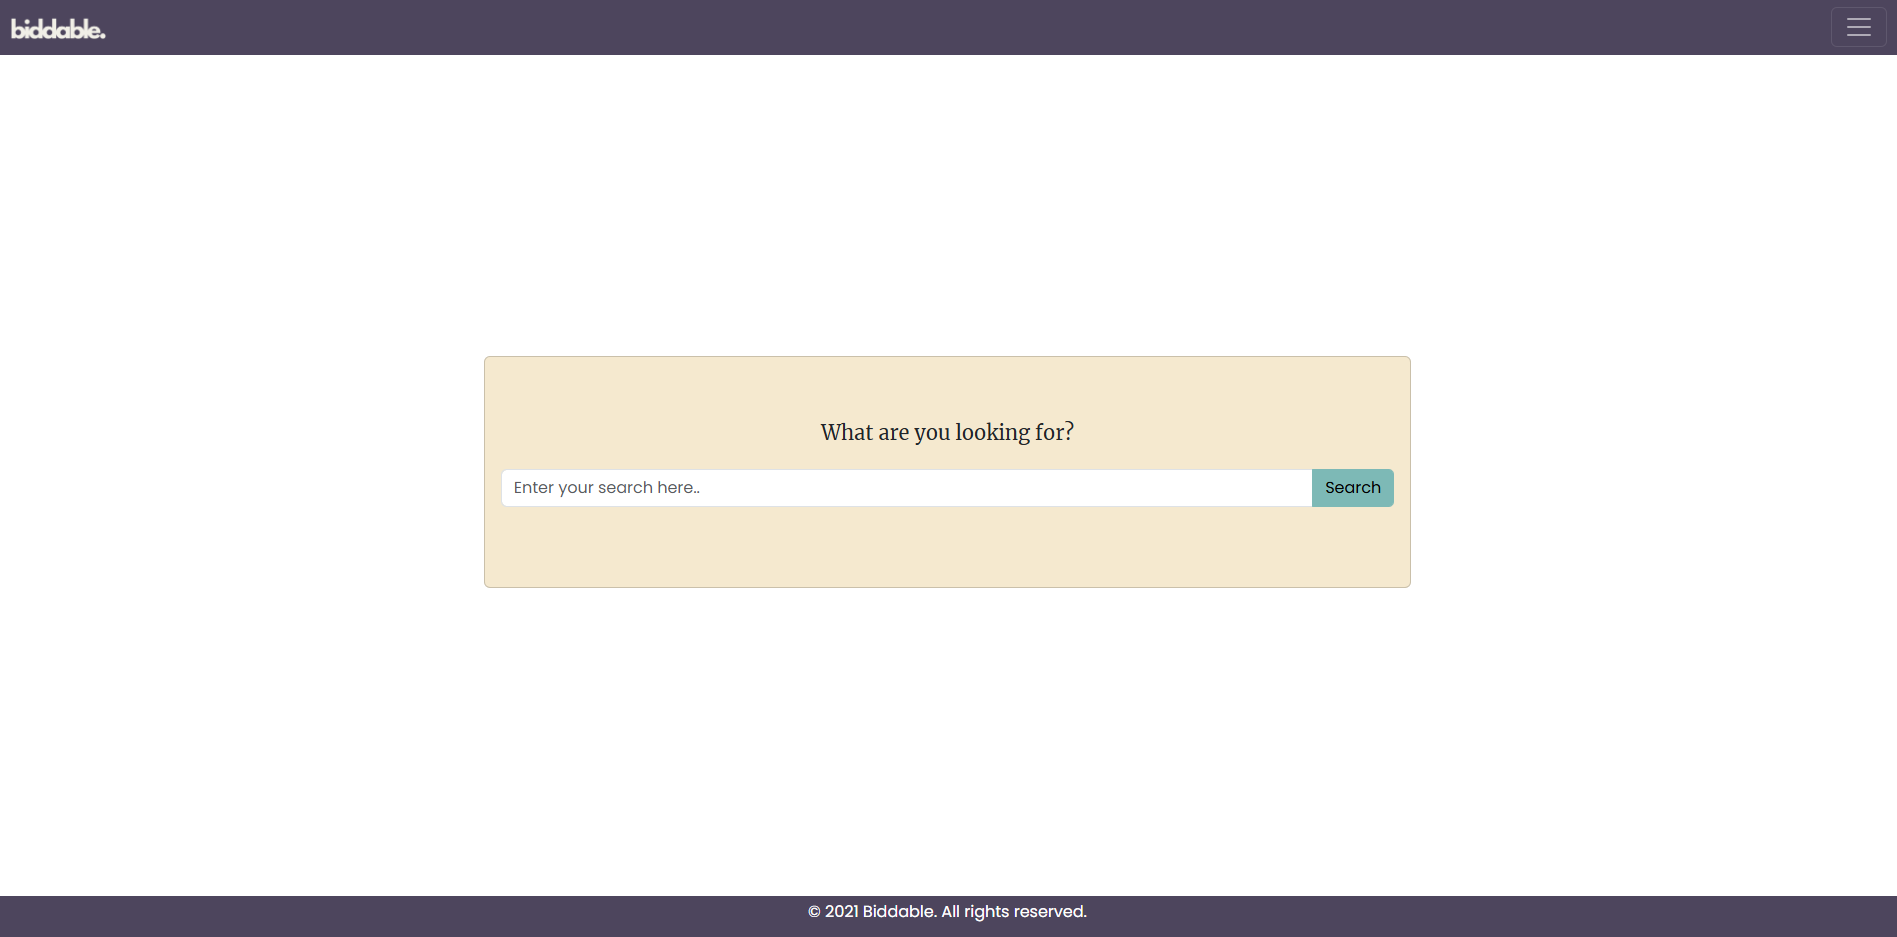 biddable.
What are you looking for?
Enter your search here..
Search
© 2021 Biddable. All rights reserved.